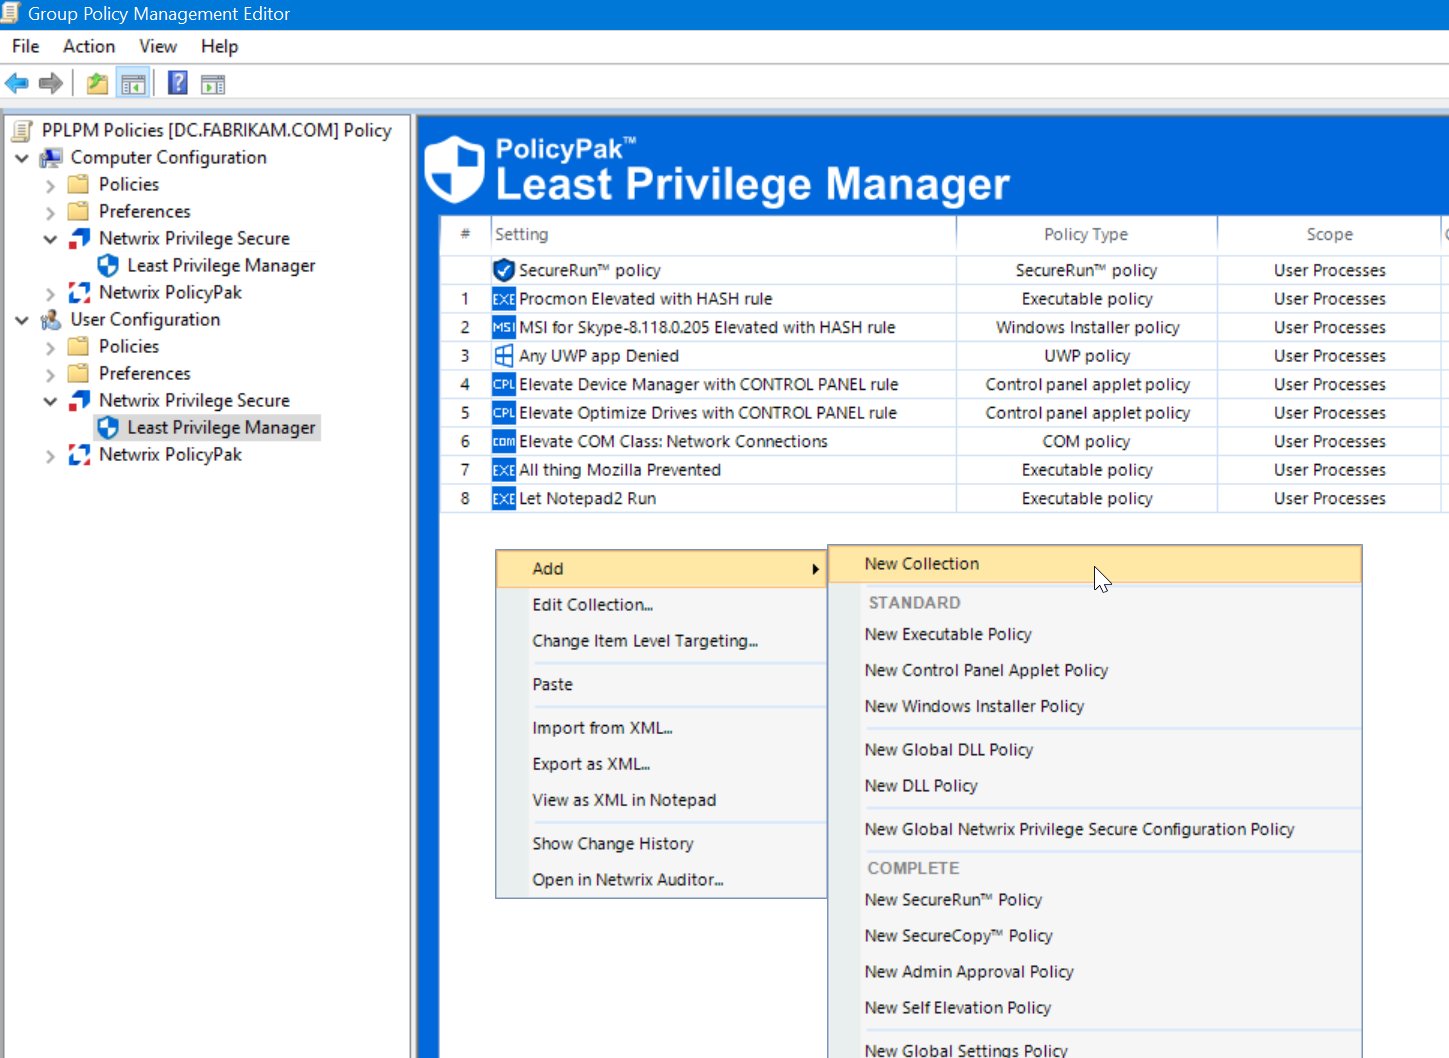 Group Policy Management Editor
File Action View Help
PPLPM Policies [DC.FABRIKAM.COM] Policy
Computer Configuration
Policies
Preferences
Netwrix Privilege Secure
Least Privilege Manager
Netwrix PolicyPak
User Configuration
Policies
Preferences
Netwrix Privilege Secure
Least Privilege Manager
Netwrix PolicyPak
PolicyPak™
Least Privilege Manager
# Setting Policy Type Scope
SecureRun™ policy SecureRun™ policy User Processes
1 EXE Procmon Elevated with HASH rule Executable policy User Processes
2 MSI MSI for Skype-8.118.0.205 Elevated with HASH rule Windows Installer policy User Processes
3 Any UWP app Denied UWP policy User Processes
4 CPL Elevate Device Manager with CONTROL PANEL rule Control panel applet policy User Processes
5 CPL Elevate Optimize Drives with CONTROL PANEL rule Control panel applet policy User Processes
6 COM Elevate COM Class: Network Connections COM policy User Processes
7 EXE All thing Mozilla Prevented Executable policy User Processes
8 EXE Let Notepad2 Run Executable policy User Processes
Add
Edit Collection...
Change Item Level Targeting...
Paste
Import from XML...
Export as XML...
View as XML in Notepad
Show Change History
Open in Netwrix Auditor...
New Collection
STANDARD
New Executable Policy
New Control Panel Applet Policy
New Windows Installer Policy
New Global DLL Policy
New DLL Policy
New Global Netwrix Privilege Secure Configuration Policy
COMPLETE
New SecureRun™ Policy
New SecureCopy™ Policy
New Admin Approval Policy
New Self Elevation Policy
New Global Settings Policy